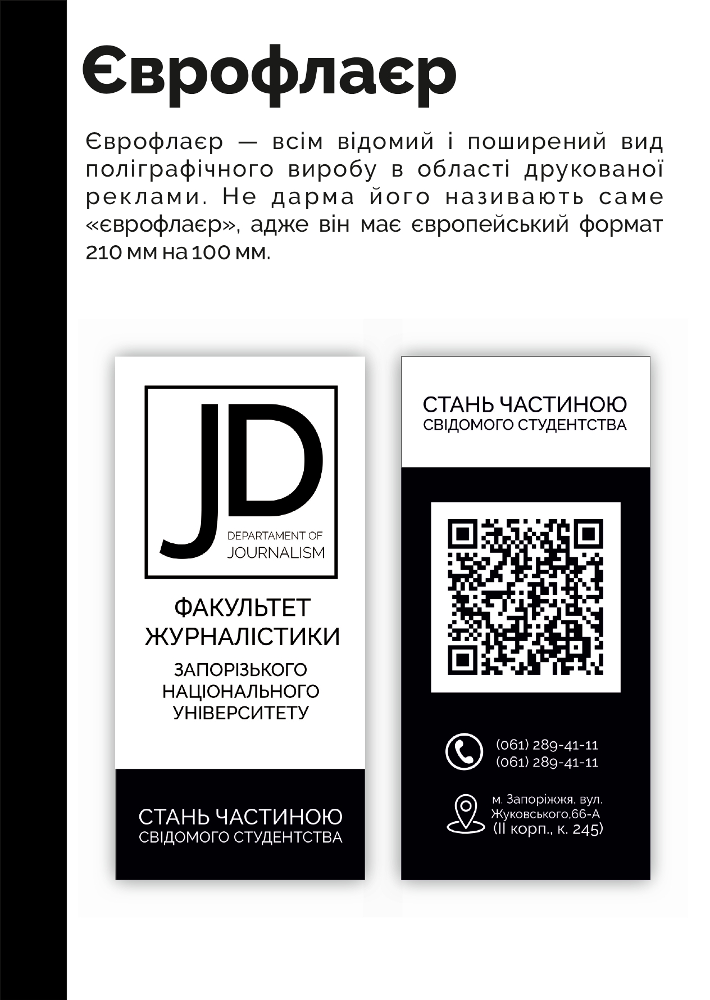 Єврофлаєр
Єврофлаєр — всім відомий і поширений вид
поліграфічного виробу в області друкованої
реклами. Не дарма його називають саме
«єврофлаєр», адже він має європейський формат
210 мм на 100 мм.
JD
DEPARTAMENT OF
JOURNALISM
ФАКУЛЬТЕТ
ЖУРНАЛІСТИКИ
ЗАПОРІЗЬКОГО
НАЦІОНАЛЬНОГО
УНІВЕРСИТЕТУ
СТАНЬ ЧАСТИНОЮ
СВІДОМОГО СТУДЕНТСТВА
СТАНЬ ЧАСТИНОЮ
СВІДОМОГО СТУДЕНТСТВА
(061) 289-41-11
(061) 289-41-11
м. Запоріжжя, вул.
Жуковського,66-А
(ІІ корп., к. 245)